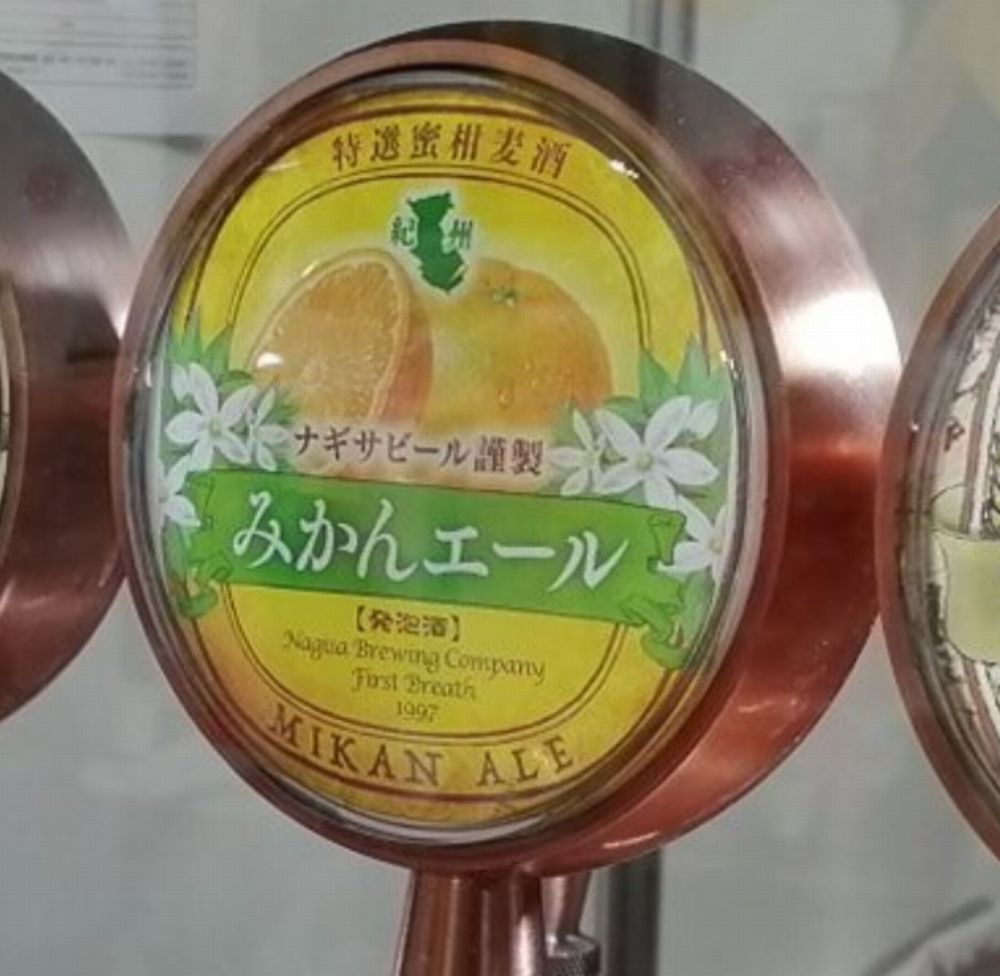 特選蜜柑麦酒
紀州
ナギサビール謹製
みかんエール
【発泡酒】
Nagisa Brewing Company
First Breath
1997
MIKAN ALE